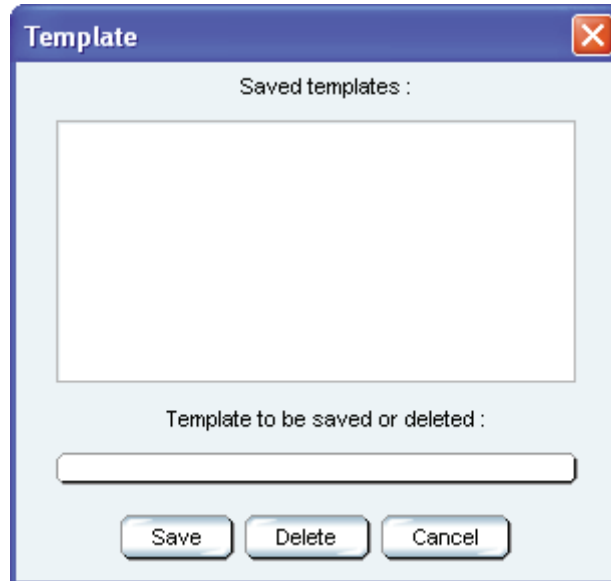 Template
Saved templates :
Template to be saved or deleted :
Save Delete Cancel